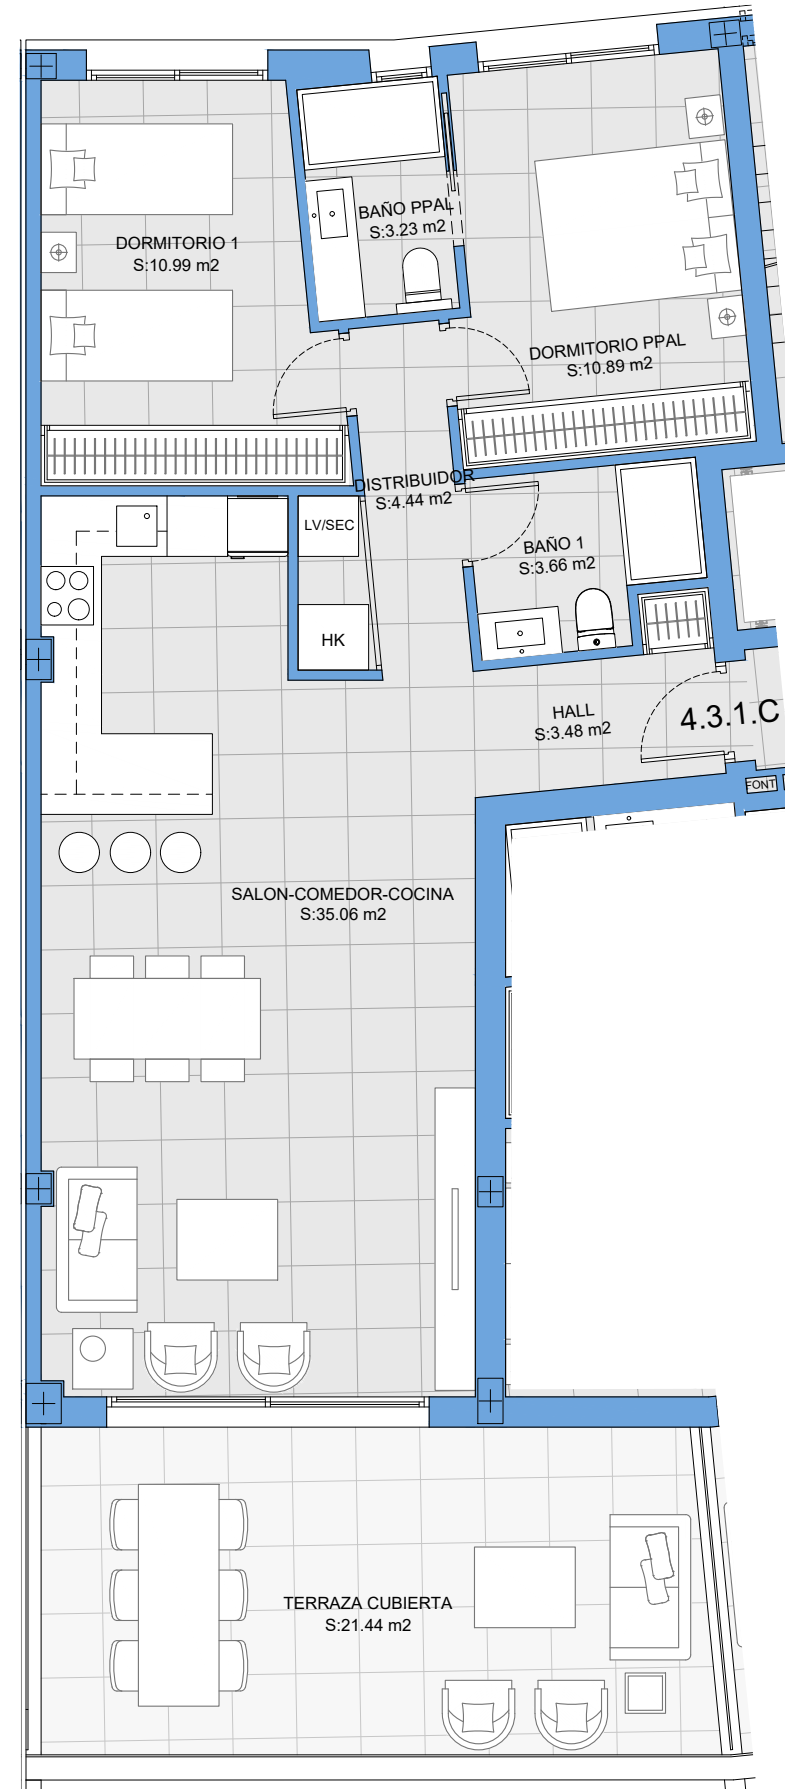 BAÑO PPAL
S:3.23 m2
DORMITORIO 1
S:10.99 m2
DORMITORIO PPAL
S:10.89 m2
DISTRIBUIDOR
S:4.44 m2
LV/SEC
BAÑO 1
S:3.66 m2
HK
HALL
S:3.48 m2
4.3.1.C
FONT
SALON-COMEDOR-COCINA
S:35.06 m2
TERRAZA CUBIERTA
S:21.44 m2